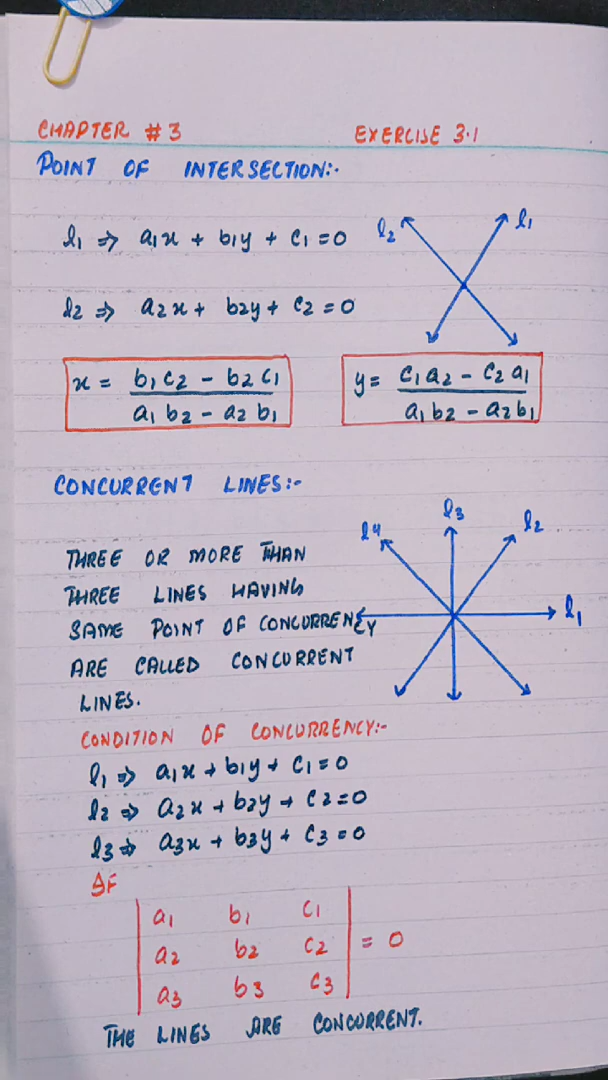 CHAPTER # 3 EXERCISE 3.1
POINT OF INTERSECTION:-
l₁ ⇒ a₁x + b₁y + c₁ = 0
l₂ l₁
l₂ ⇒ a₂x + b₂y + c₂ = 0
x = (b₁c₂ - b₂c₁) / (a₁b₂ - a₂b₁) y = (c₁a₂ - c₂a₁) / (a₁b₂ - a₂b₁)
CONCURRENT LINES:-
l₄ l₃ l₂
l₁
THREE OR MORE THAN
THREE LINES HAVING
SAME POINT OF CONCURRENCY
ARE CALLED CONCURRENT
LINES.
CONDITION OF CONCURRENCY:-
l₁ ⇒ a₁x + b₁y + c₁ = 0
l₂ ⇒ a₂x + b₂y + c₂ = 0
l₃ ⇒ a₃x + b₃y + c₃ = 0
IF
| a₁ b₁ c₁ |
| a₂ b₂ c₂ | = 0
| a₃ b₃ c₃ |
THE LINES ARE CONCURRENT.